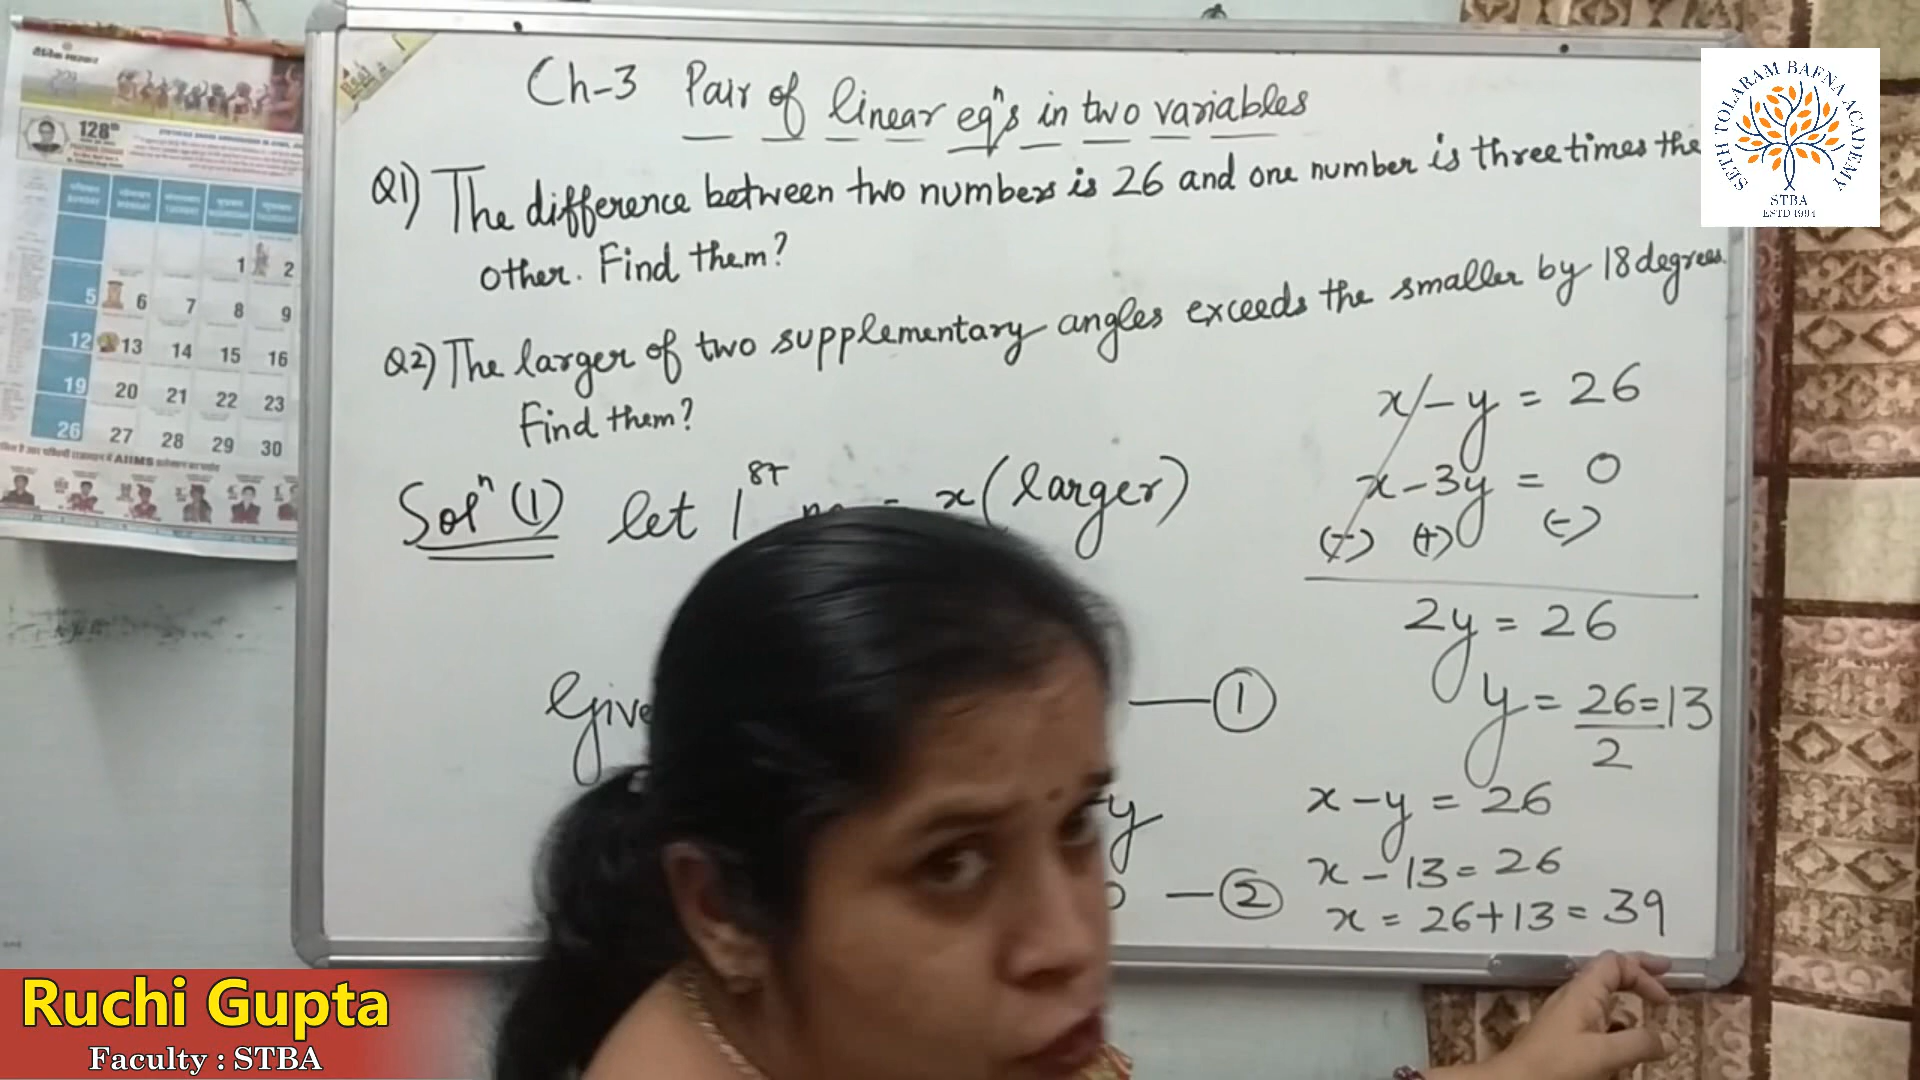 Ch-3 Pair of linear eqⁿs in two variables
Q1) The difference between two numbers is 26 and one number is three times the
other. Find them?
Q2) The larger of two supplementary angles exceeds the smaller by 18 degrees.
Find them?
Solⁿ (1) let 1st = x (larger)
①
y
— ②
x - y = 26
x - 3y = 0
(-) (+) (-)
2y = 26
y = 26/2 = 13
x - y = 26
x - 13 = 26
x = 26 + 13 = 39
SETH TOLARAM BAFNA ACADEMY
STBA
ESTD 1994
128th
1 2
5 6 7 8 9
12 13 14 15 16
19 20 21 22 23
26 27 28 29 30
Ruchi Gupta
Faculty : STBA